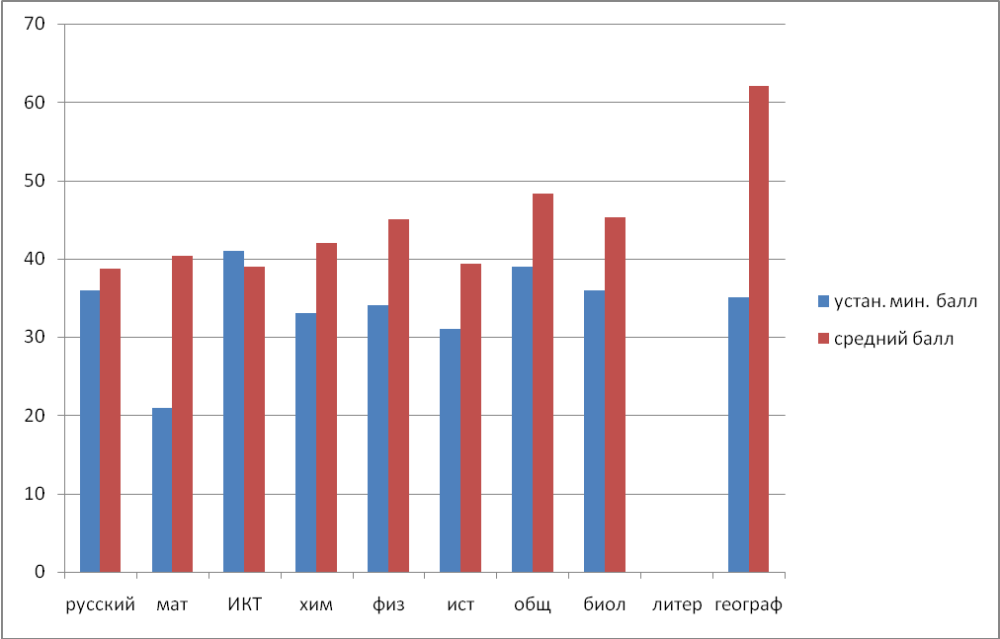 70
60
50
40
30
20
10
0
русский мат ИКТ хим физ ист общ биол литер географ
устан. мин. балл
средний балл